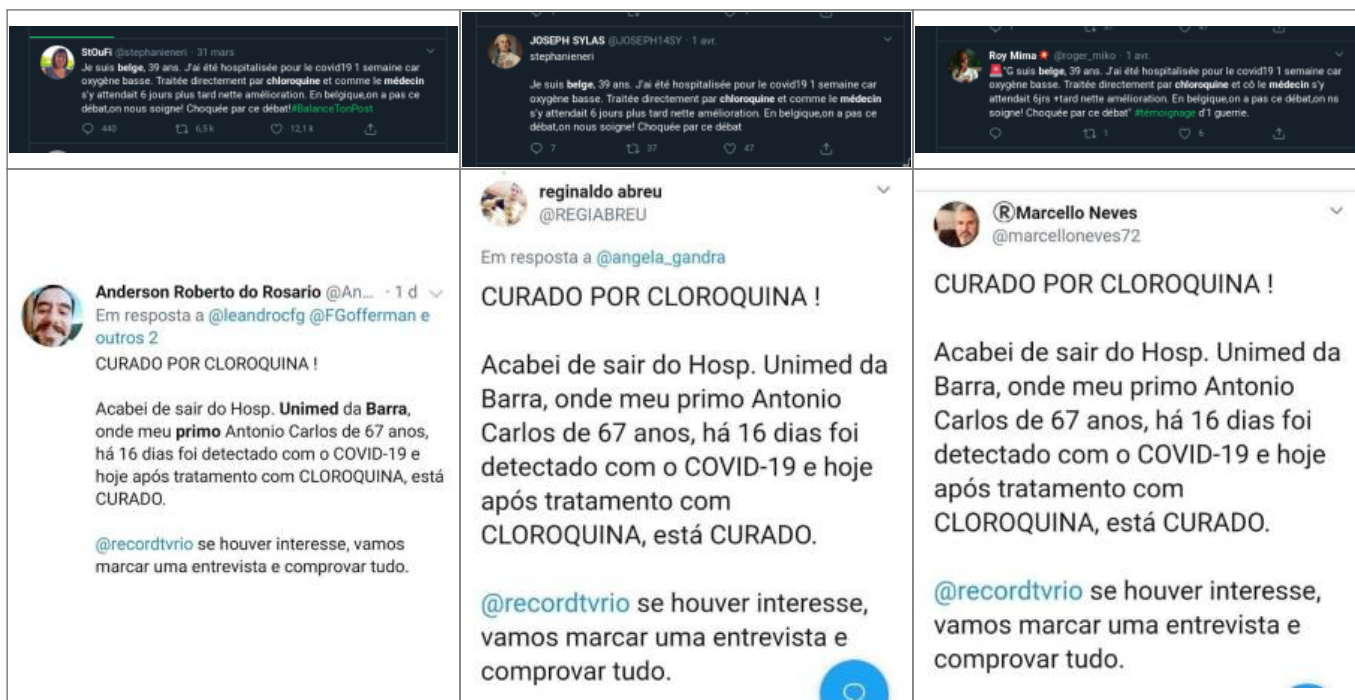 StOuFi @stephanieneri · 31 mars
Je suis belge, 39 ans. J'ai été hospitalisée pour le covid19 1 semaine car
oxygène basse. Traitée directement par chloroquine et comme le médecin
s'y attendait 6 jours plus tard nette amélioration. En belgique,on a pas ce
débat,on nous soigne! Choquée par ce débat!#BalanceTonPost
440 6,5 k 12,1 k
JOSEPH SYLAS @JOSEPH14SY · 1 avr.
stephanieneri
Je suis belge, 39 ans. J'ai été hospitalisée pour le covid19 1 semaine car
oxygène basse. Traitée directement par chloroquine et comme le médecin
s'y attendait 6 jours plus tard nette amélioration. En belgique,on a pas ce
débat,on nous soigne! Choquée par ce débat
7 37 47
Roy Mima @roger_miko · 1 avr.
"G suis belge, 39 ans. J'ai été hospitalisée pour le covid19 1 semaine car
oxygène basse. Traitée directement par chloroquine et cô le médecin s'y
attendait 6jrs +tard nette amélioration. En Belgique,on a pas ce débat,on ns
soigne! Choquée par ce débat" #témoignage d'1 guerrie.
1 6
Anderson Roberto do Rosario @An... · 1 d
Em resposta a @leandrocfg @FGofferman e
outros 2
CURADO POR CLOROQUINA !
Acabei de sair do Hosp. Unimed da Barra,
onde meu primo Antonio Carlos de 67 anos,
há 16 dias foi detectado com o COVID-19 e
hoje após tratamento com CLOROQUINA, está
CURADO.
@recordtvrio se houver interesse, vamos
marcar uma entrevista e comprovar tudo.
reginaldo abreu
@REGIABREU
Em resposta a @angela_gandra
CURADO POR CLOROQUINA !
Acabei de sair do Hosp. Unimed da
Barra, onde meu primo Antonio
Carlos de 67 anos, há 16 dias foi
detectado com o COVID-19 e hoje
após tratamento com
CLOROQUINA, está CURADO.
@recordtvrio se houver interesse,
vamos marcar uma entrevista e
comprovar tudo.
®Marcello Neves
@marcelloneves72
CURADO POR CLOROQUINA !
Acabei de sair do Hosp. Unimed da
Barra, onde meu primo Antonio
Carlos de 67 anos, há 16 dias foi
detectado com o COVID-19 e hoje
após tratamento com
CLOROQUINA, está CURADO.
@recordtvrio se houver interesse,
vamos marcar uma entrevista e
comprovar tudo.